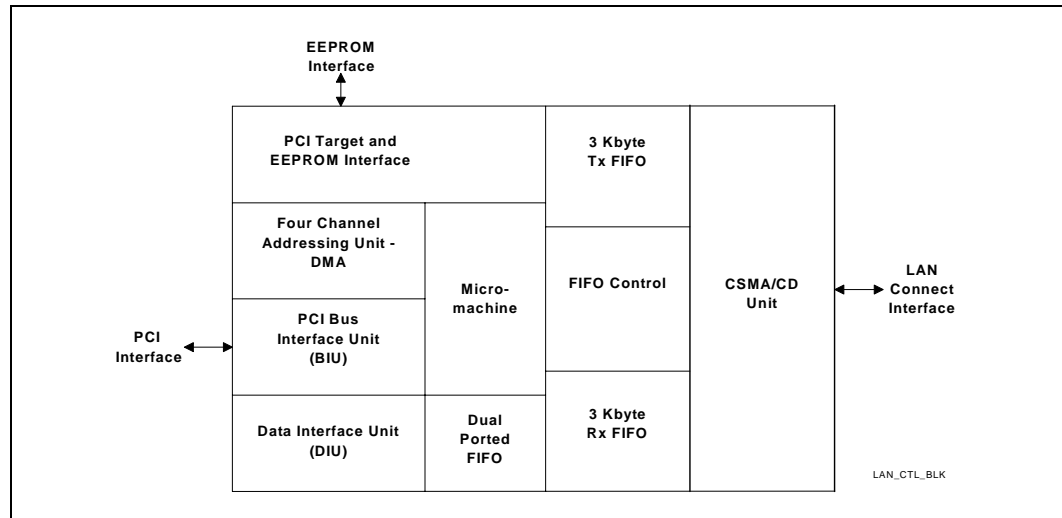 EEPROM
Interface
PCI Target and
EEPROM Interface
3 Kbyte
Tx FIFO
Four Channel
Addressing Unit -
DMA
Micro-
machine
FIFO Control
CSMA/CD
Unit
LAN
Connect
Interface
PCI
Interface
PCI Bus
Interface Unit
(BIU)
Data Interface Unit
(DIU)
Dual
Ported
FIFO
3 Kbyte
Rx FIFO
LAN_CTL_BLK